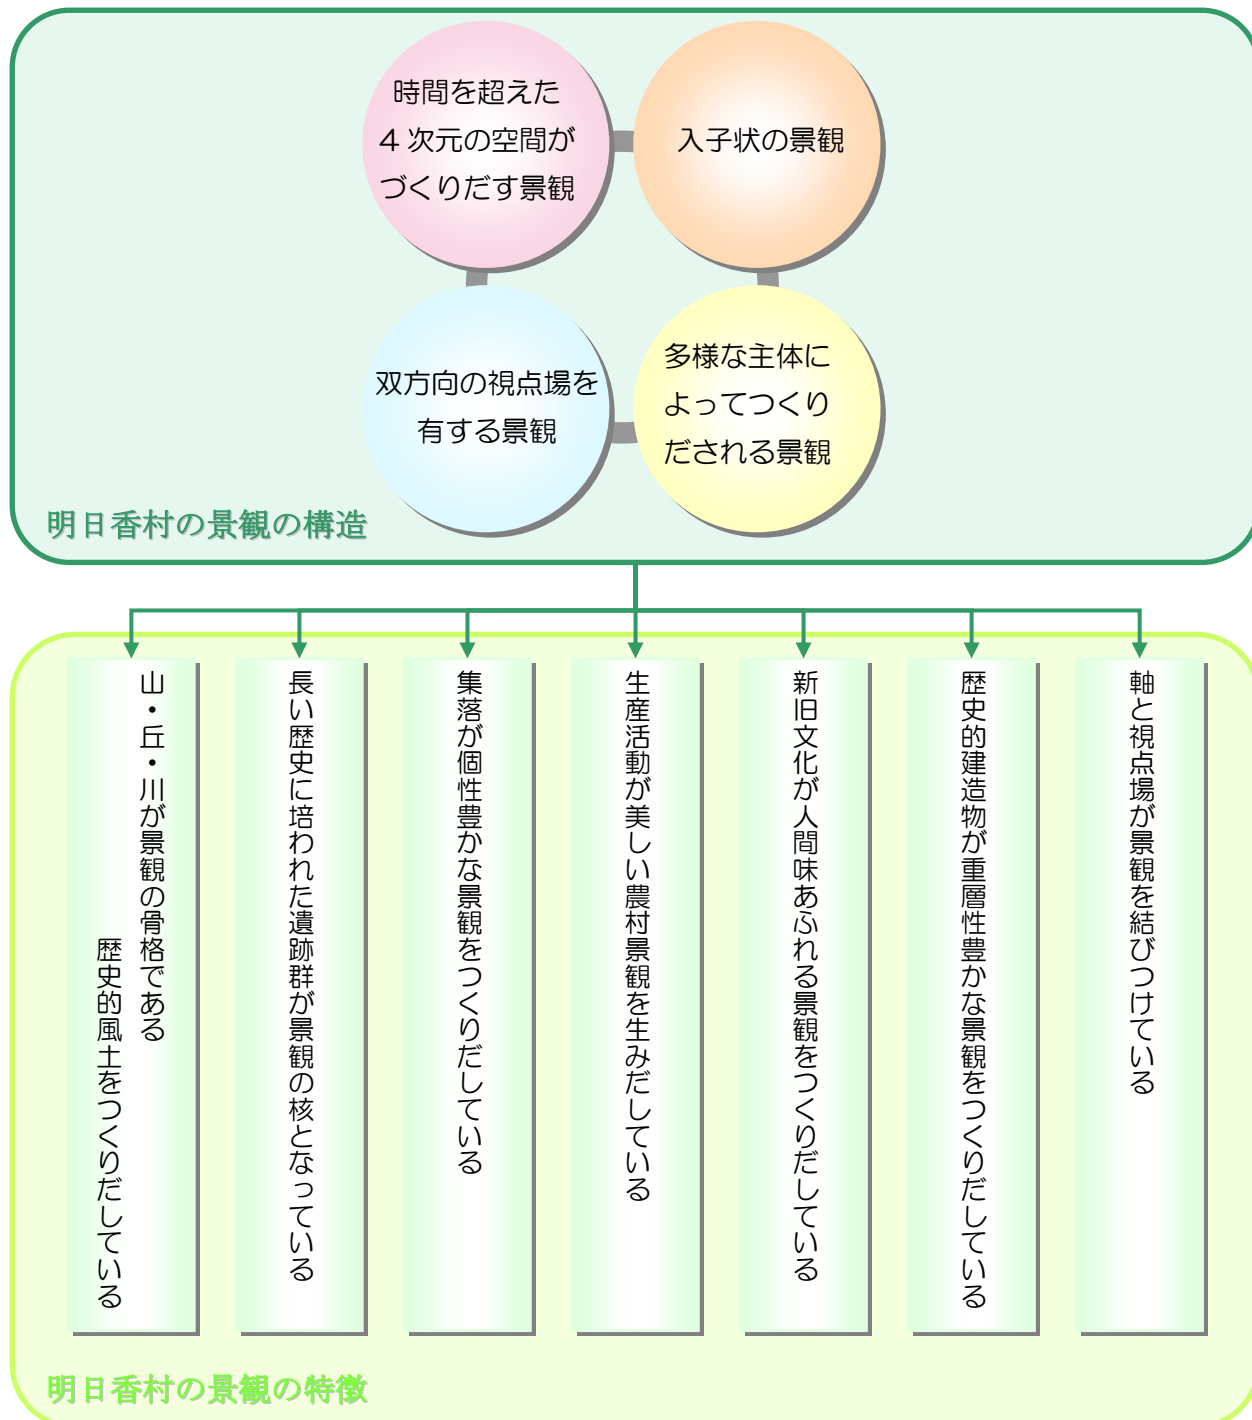 時間を超えた
4次元の空間が
づくりだす景観
入子状の景観
双方向の視点場を
有する景観
多様な主体に
よってつくり
だされる景観
明日香村の景観の構造
山・丘・川が景観の骨格である
歴史的風土をつくりだしている
長い歴史に培われた遺跡群が景観の核となっている
集落が個性豊かな景観をつくりだしている
生産活動が美しい農村景観を生みだしている
新旧文化が人間味あふれる景観をつくりだしている
歴史的建造物が重層性豊かな景観をつくりだしている
軸と視点場が景観を結びつけている
明日香村の景観の特徴